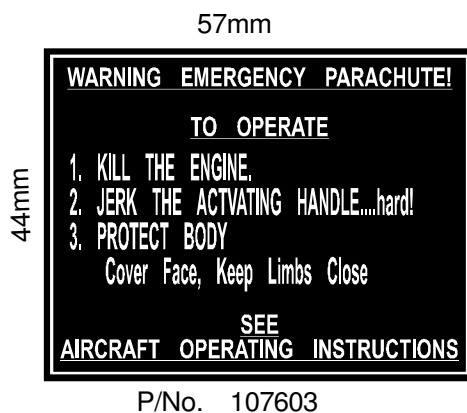 57mm
WARNING EMERGENCY PARACHUTE!
TO OPERATE
1. KILL THE ENGINE.
2. JERK THE ACTVATING HANDLE....hard!
3. PROTECT BODY
Cover Face, Keep Limbs Close
SEE
AIRCRAFT OPERATING INSTRUCTIONS
44mm
P/No. 107603